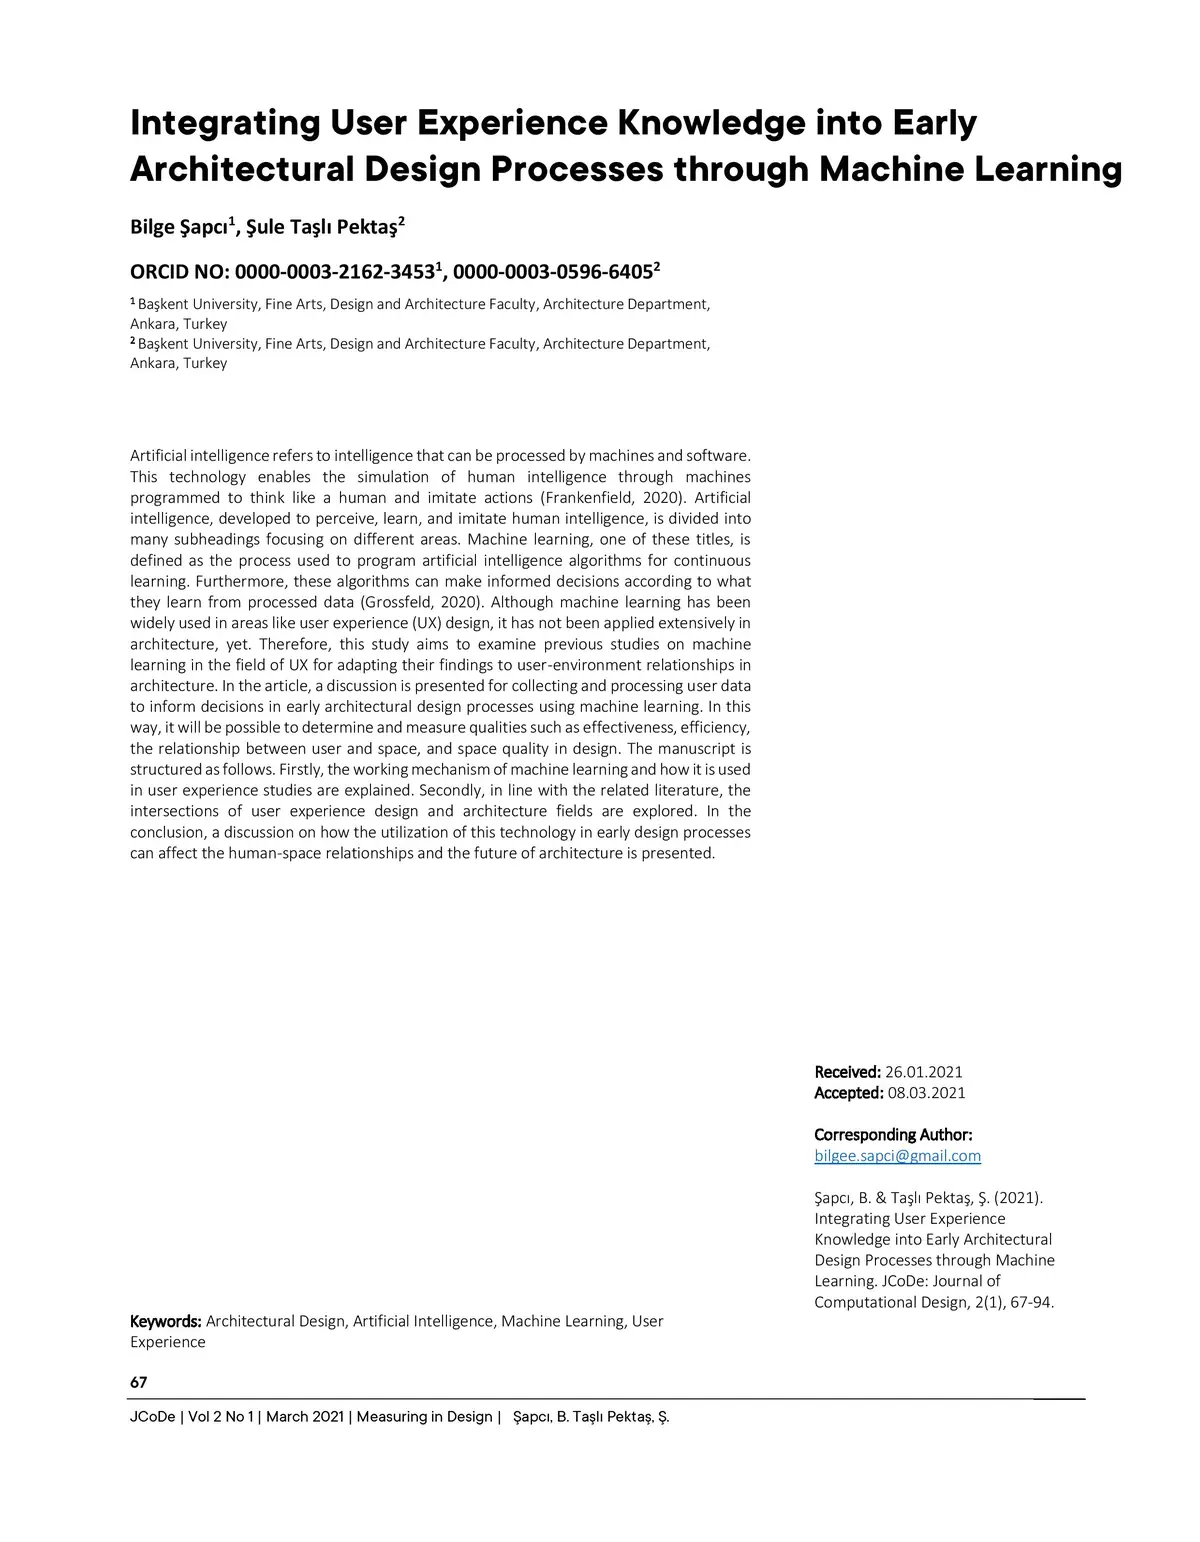 Integrating User Experience Knowledge into Early
Architectural Design Processes through Machine Learning
Bilge Şapcı¹, Şule Taşlı Pektaş²
ORCID NO: 0000-0003-2162-3453¹, 0000-0003-0596-6405²
¹ Başkent University, Fine Arts, Design and Architecture Faculty, Architecture Department,
Ankara, Turkey
² Başkent University, Fine Arts, Design and Architecture Faculty, Architecture Department,
Ankara, Turkey
Artificial intelligence refers to intelligence that can be processed by machines and software.
This technology enables the simulation of human intelligence through machines
programmed to think like a human and imitate actions (Frankenfield, 2020). Artificial
intelligence, developed to perceive, learn, and imitate human intelligence, is divided into
many subheadings focusing on different areas. Machine learning, one of these titles, is
defined as the process used to program artificial intelligence algorithms for continuous
learning. Furthermore, these algorithms can make informed decisions according to what
they learn from processed data (Grossfeld, 2020). Although machine learning has been
widely used in areas like user experience (UX) design, it has not been applied extensively in
architecture, yet. Therefore, this study aims to examine previous studies on machine
learning in the field of UX for adapting their findings to user-environment relationships in
architecture. In the article, a discussion is presented for collecting and processing user data
to inform decisions in early architectural design processes using machine learning. In this
way, it will be possible to determine and measure qualities such as effectiveness, efficiency,
the relationship between user and space, and space quality in design. The manuscript is
structured as follows. Firstly, the working mechanism of machine learning and how it is used
in user experience studies are explained. Secondly, in line with the related literature, the
intersections of user experience design and architecture fields are explored. In the
conclusion, a discussion on how the utilization of this technology in early design processes
can affect the human-space relationships and the future of architecture is presented.
Received: 26.01.2021
Accepted: 08.03.2021
Corresponding Author:
bilgee.sapci@gmail.com
Şapcı, B. & Taşlı Pektaş, Ş. (2021).
Integrating User Experience
Knowledge into Early Architectural
Design Processes through Machine
Learning. JCoDe: Journal of
Computational Design, 2(1), 67-94.
Keywords: Architectural Design, Artificial Intelligence, Machine Learning, User
Experience
67
JCoDe | Vol 2 No 1 | March 2021 | Measuring in Design | Şapcı, B. Taşlı Pektaş, Ş.